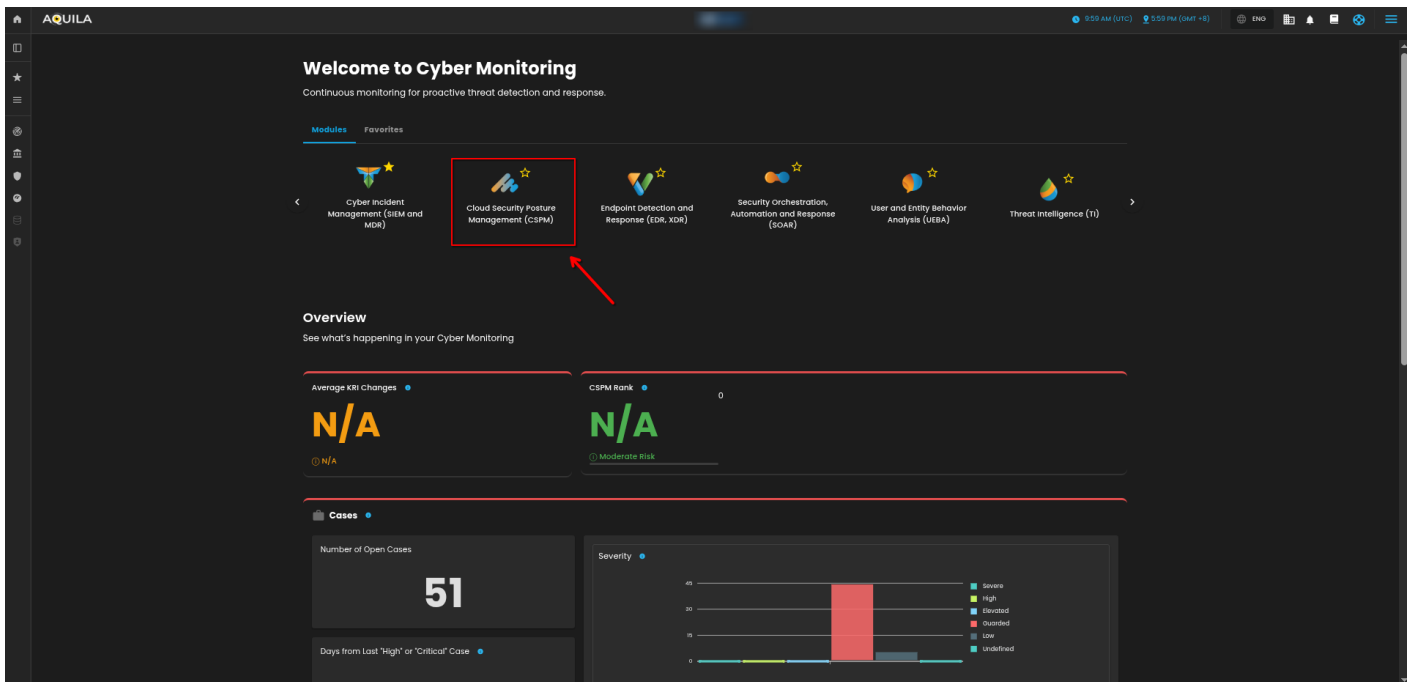 AQUILA
9:59 AM (UTC)
5:59 PM (GMT +8)
ENG
Welcome to Cyber Monitoring
Continuous monitoring for proactive threat detection and response.
Modules
Favorites
Cyber Incident
Management (SIEM and
MDR)
Cloud Security Posture
Management (CSPM)
Endpoint Detection and
Response (EDR, XDR)
Security Orchestration,
Automation and Response
(SOAR)
User and Entity Behavior
Analysis (UEBA)
Threat Intelligence (TI)
Overview
See what's happening in your Cyber Monitoring
Average KRI Changes
N/A
N/A
CSPM Rank
0
N/A
Moderate Risk
Cases
Number of Open Cases
51
Days from Last "High" or "Critical" Case
Severity
45
30
15
0
Severe
High
Elevated
Guarded
Low
Undefined